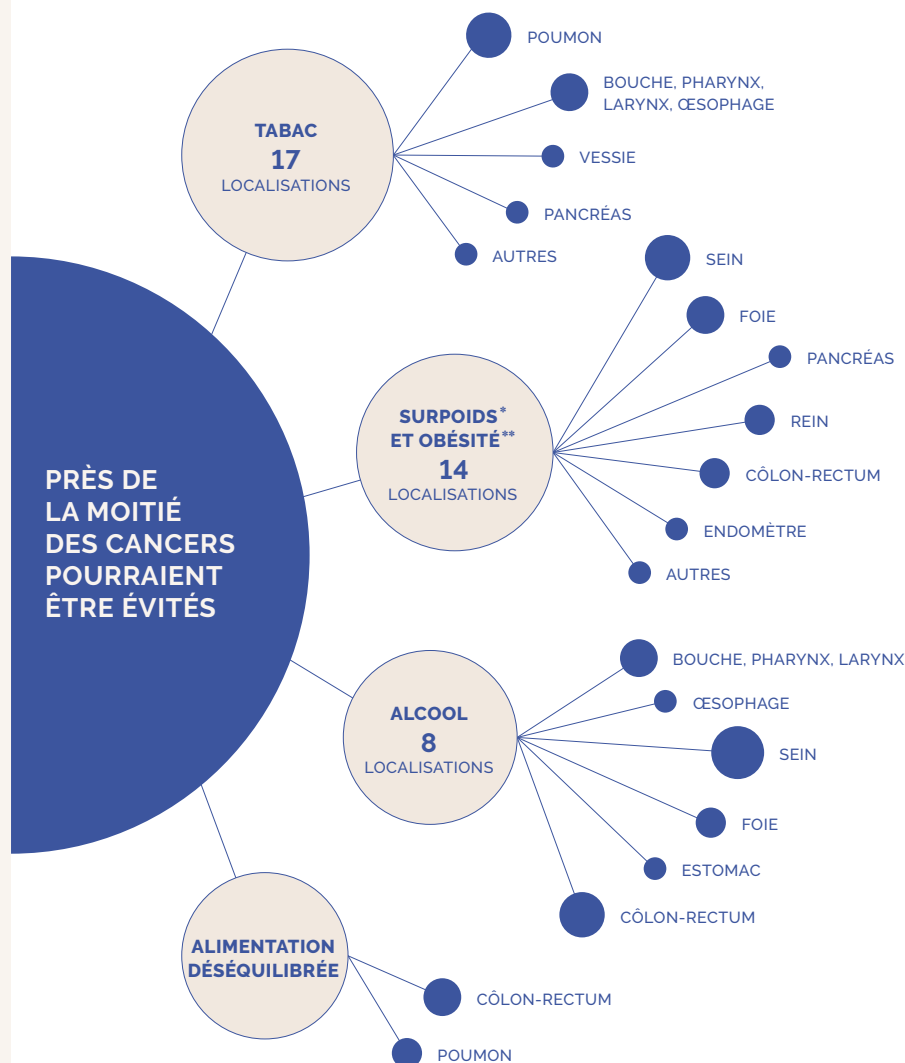 PRÈS DE
LA MOITIÉ
DES CANCERS
POURRAIENT
ÊTRE ÉVITÉS
TABAC
17
LOCALISATIONS
POUMON
BOUCHE, PHARYNX,
LARYNX, ŒSOPHAGE
VESSIE
PANCRÉAS
AUTRES
SURPOIDS*
ET OBÉSITÉ**
14
LOCALISATIONS
SEIN
FOIE
PANCRÉAS
REIN
CÔLON-RECTUM
ENDOMÈTRE
AUTRES
ALCOOL
8
LOCALISATIONS
BOUCHE, PHARYNX, LARYNX
ŒSOPHAGE
SEIN
FOIE
ESTOMAC
CÔLON-RECTUM
ALIMENTATION
DÉSÉQUILIBRÉE
CÔLON-RECTUM
POUMON